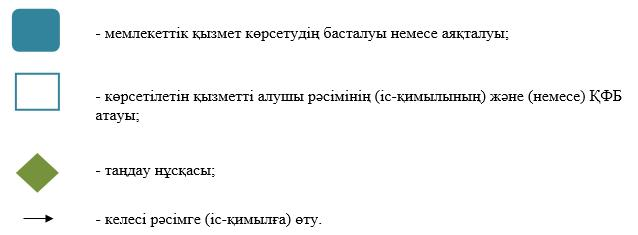 - мемлекеттік қызмет көрсетудің басталуы немесе аяқталуы;
- көрсетілетін қызметті алушы рәсімінің (іс-қимылының) және (немесе) ҚФБ
атауы;
- таңдау нұсқасы;
- келесі рәсімге (іс-қимылға) өту.